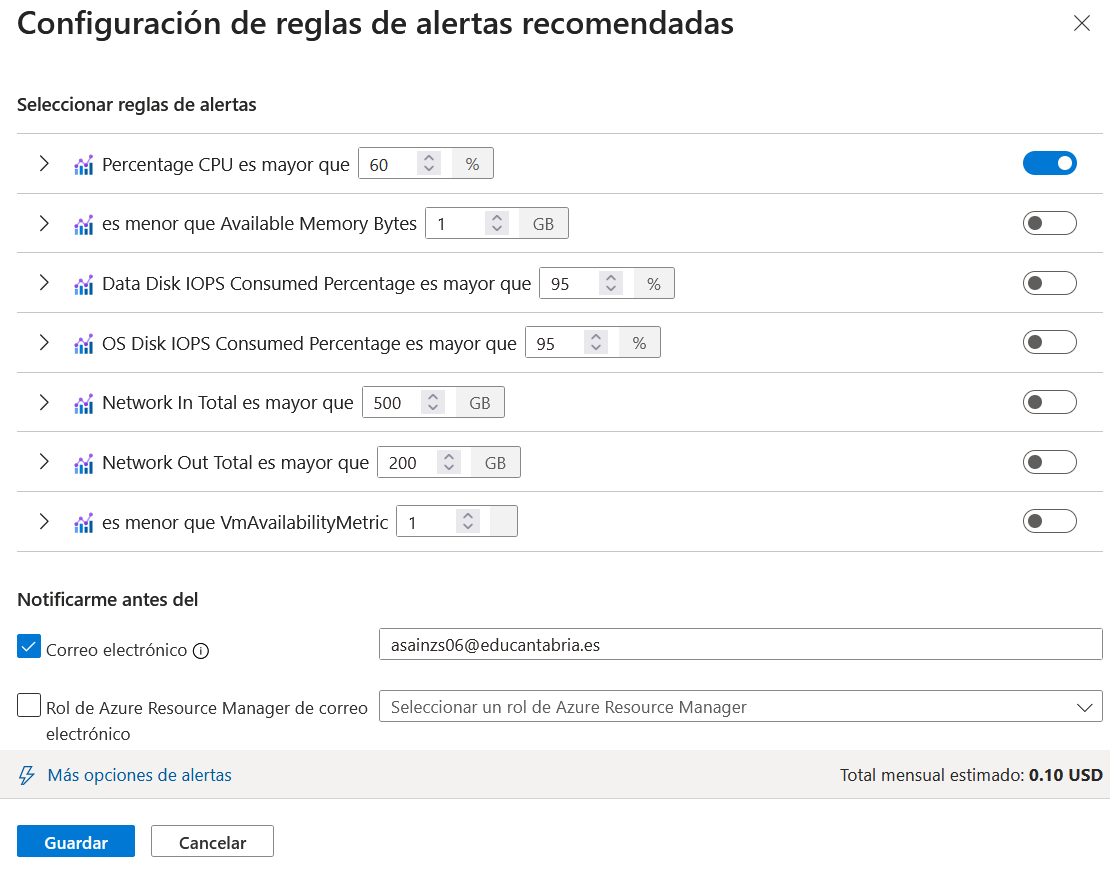 Configuración de reglas de alertas recomendadas
Seleccionar reglas de alertas
Percentage CPU es mayor que 60 %
es menor que Available Memory Bytes 1 GB
Data Disk IOPS Consumed Percentage es mayor que 95 %
OS Disk IOPS Consumed Percentage es mayor que 95 %
Network In Total es mayor que 500 GB
Network Out Total es mayor que 200 GB
es menor que VmAvailabilityMetric 1
Notificarme antes del
Correo electrónico asainzs06@educantabria.es
Rol de Azure Resource Manager de correo Seleccionar un rol de Azure Resource Manager
electrónico
Más opciones de alertas Total mensual estimado: 0.10 USD
Guardar Cancelar